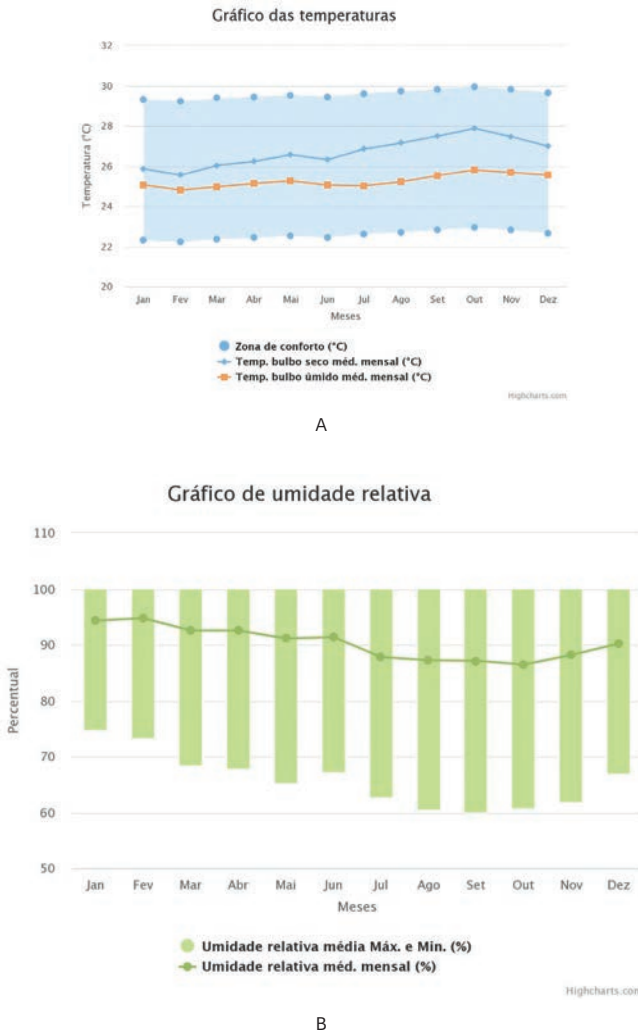 Gráfico das temperaturas
32
30
28
26
24
22
20
Temperatura (°C)
Jan Fev Mar Abr Mai Jun Jul Ago Set Out Nov Dez
Meses
Zona de conforto (°C)
Temp. bulbo seco méd. mensal (°C)
Temp. bulbo úmido méd. mensal (°C)
Highcharts.com
A
Gráfico de umidade relativa
110
100
90
80
70
60
50
Percentual
Jan Fev Mar Abr Mai Jun Jul Ago Set Out Nov Dez
Meses
Umidade relativa média Máx. e Min. (%)
Umidade relativa méd. mensal (%)
Highcharts.com
B